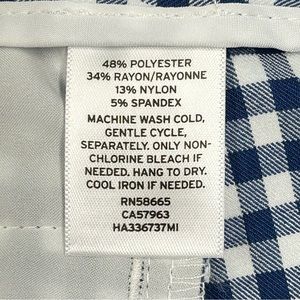 48% POLYESTER
34% RAYON/RAYONNE
13% NYLON
5% SPANDEX
MACHINE WASH COLD,
GENTLE CYCLE,
SEPARATELY. ONLY NON-
CHLORINE BLEACH IF
NEEDED. HANG TO DRY.
COOL IRON IF NEEDED.
RN58665
CA57963
HA336737MI